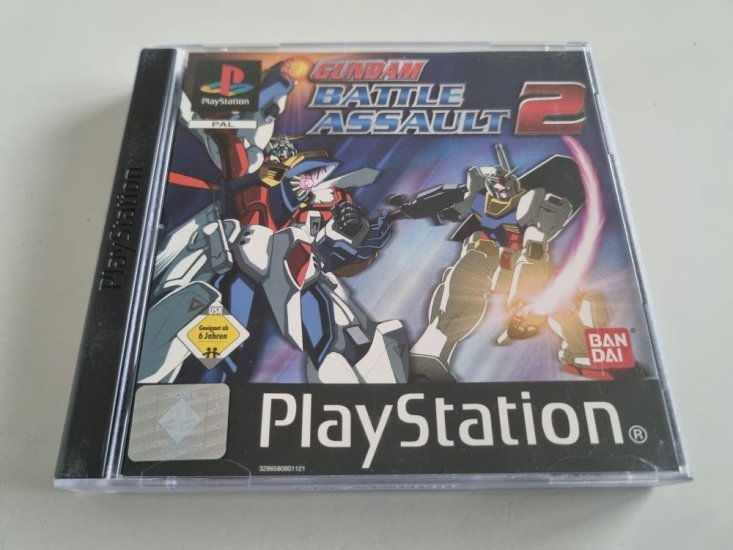 PlayStation
PlayStation
PAL
GUNDAM
BATTLE
ASSAULT 2
USK
Geeignet ab
6 Jahren
BAN
DAI
PlayStation®
3296580801121